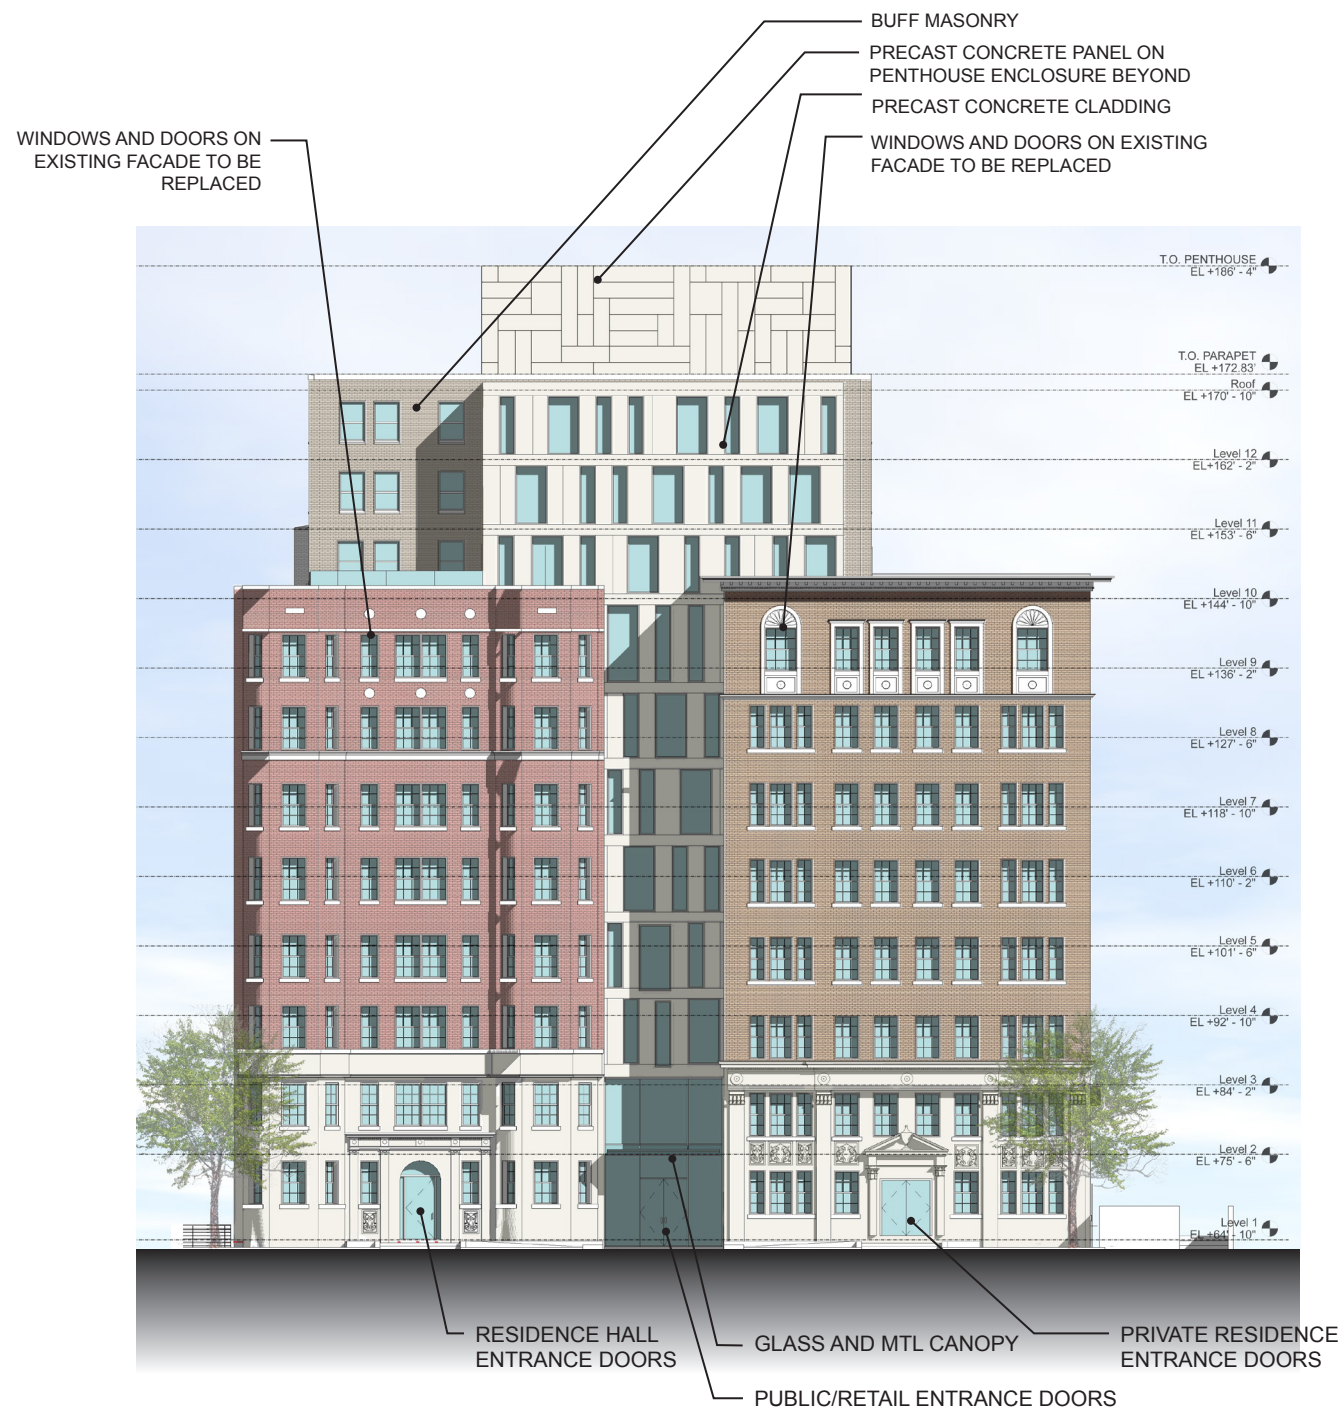 BUFF MASONRY
PRECAST CONCRETE PANEL ON
PENTHOUSE ENCLOSURE BEYOND
PRECAST CONCRETE CLADDING
WINDOWS AND DOORS ON EXISTING
FACADE TO BE REPLACED
WINDOWS AND DOORS ON
EXISTING FACADE TO BE
REPLACED
T.O. PENTHOUSE
EL +186' - 4"
T.O. PARAPET
EL +172.83'
Roof
EL +170' - 10"
Level 12
EL+162' - 2"
Level 11
EL +153' - 6"
Level 10
EL +144' - 10"
Level 9
EL +136' - 2"
Level 8
EL +127' - 6"
Level 7
EL +118' - 10"
Level 6
EL +110' - 2"
Level 5
EL +101' - 6"
Level 4
EL +92' - 10"
Level 3
EL +84' - 2"
Level 2
EL +75' - 6"
Level 1
EL +64' - 10"
RESIDENCE HALL
ENTRANCE DOORS
GLASS AND MTL CANOPY
PRIVATE RESIDENCE
ENTRANCE DOORS
PUBLIC/RETAIL ENTRANCE DOORS